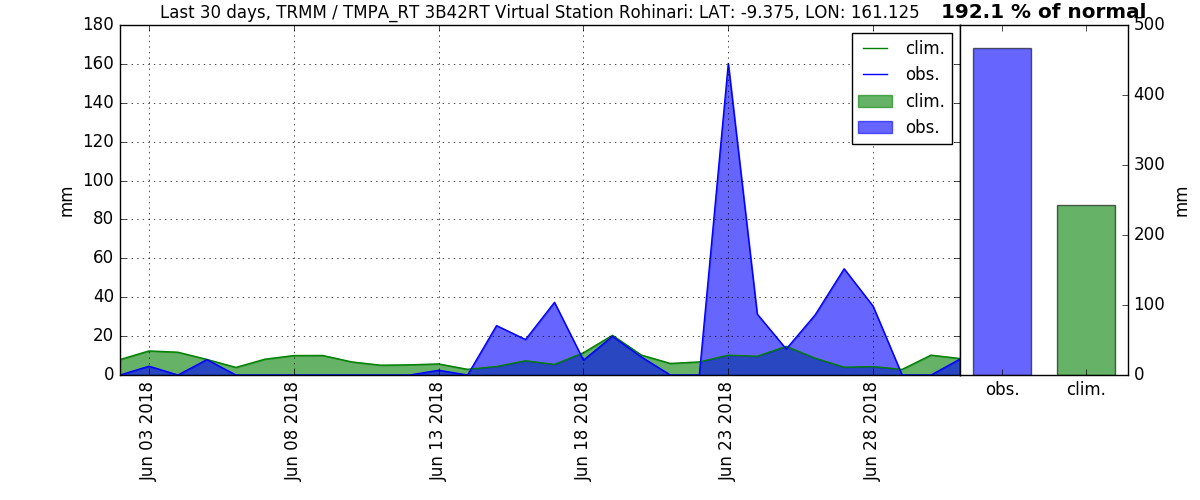 Last 30 days, TRMM / TMPA_RT 3B42RT Virtual Station Rohinari: LAT: -9.375, LON: 161.125
192.1 % of normal
180
160
140
120
100
80
60
40
20
0
mm
clim.
obs.
clim.
obs.
Jun 03 2018
Jun 08 2018
Jun 13 2018
Jun 18 2018
Jun 23 2018
Jun 28 2018
500
400
300
200
100
0
mm
obs.
clim.